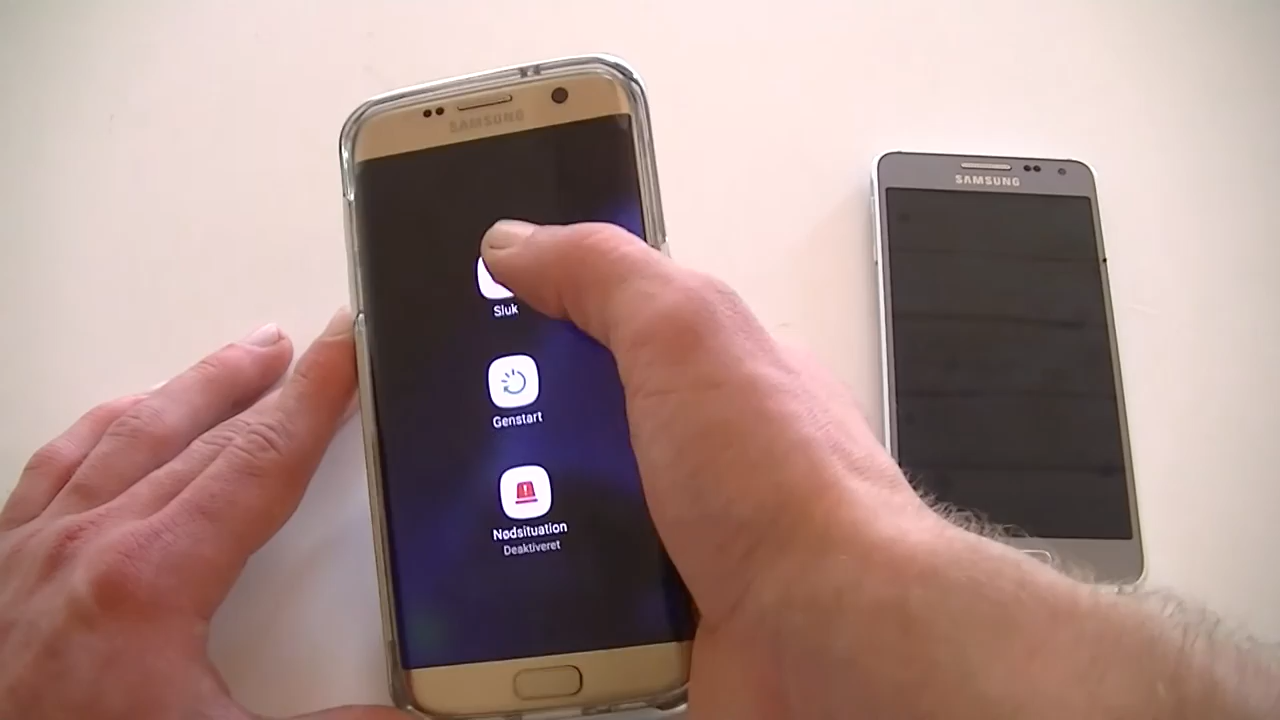 SAMSUNG
SAMSUNG
Sluk
Genstart
Nødsituation
Deaktiveret